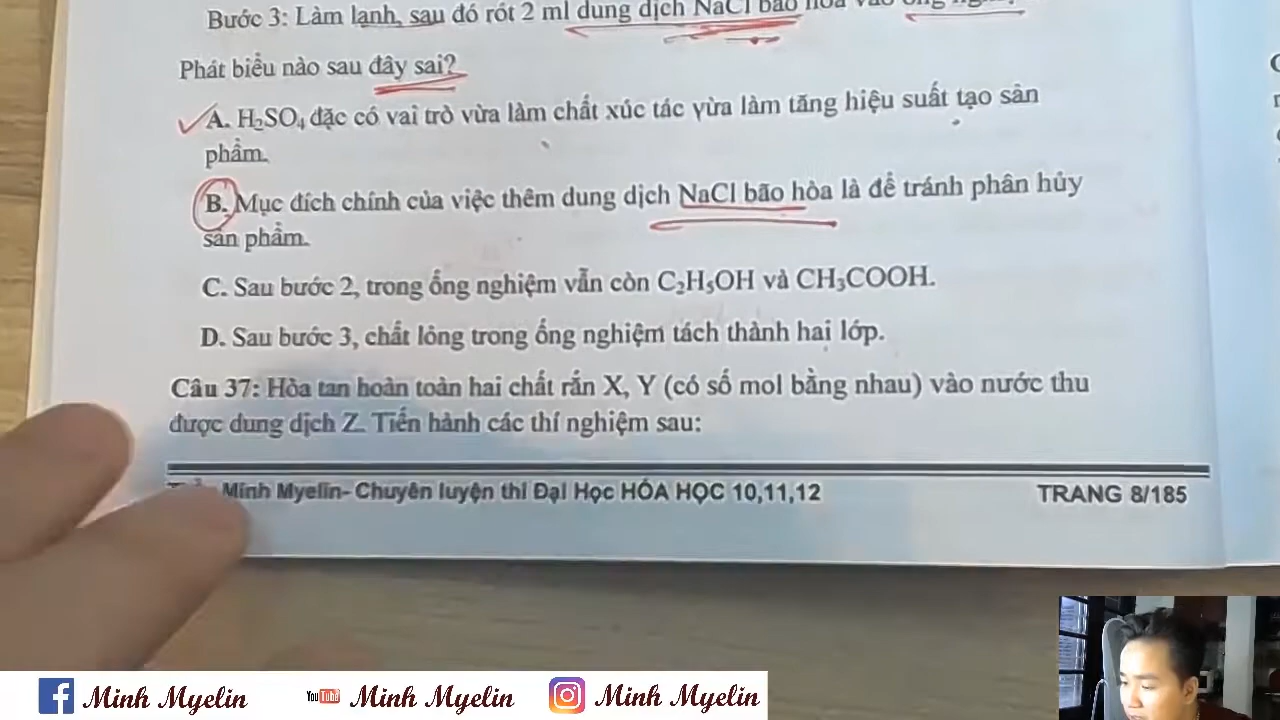 Bước 3: Làm lạnh, sau đó rót 2 ml dung dịch NaCl bão hòa vào ống
Phát biểu nào sau đây sai?
A. H₂SO₄ đặc có vai trò vừa làm chất xúc tác vừa làm tăng hiệu suất tạo sản
phẩm.
B. Mục đích chính của việc thêm dung dịch NaCl bão hòa là để tránh phân hủy
sản phẩm.
C. Sau bước 2, trong ống nghiệm vẫn còn C₂H₅OH và CH₃COOH.
D. Sau bước 3, chất lỏng trong ống nghiệm tách thành hai lớp.
Câu 37: Hòa tan hoàn toàn hai chất rắn X, Y (có số mol bằng nhau) vào nước thu
được dung dịch Z. Tiến hành các thí nghiệm sau:
Minh Myelin- Chuyên luyện thi Đại Học HÓA HỌC 10,11,12 TRANG 8/185
f Minh Myelin YouTube Minh Myelin Minh Myelin